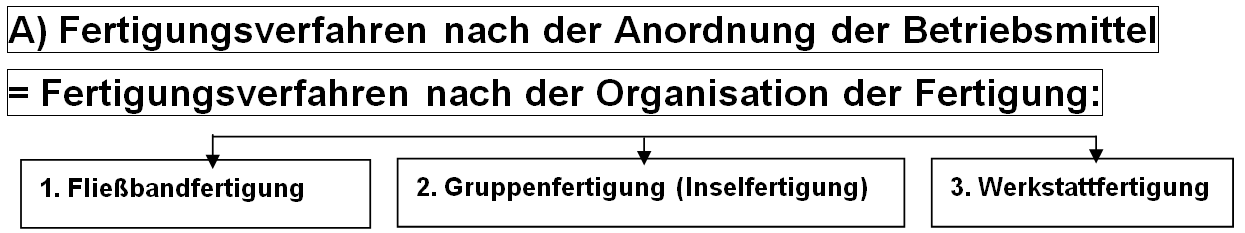 A) Fertigungsverfahren nach der Anordnung der Betriebsmittel
= Fertigungsverfahren nach der Organisation der Fertigung:
1. Fließbandfertigung
2. Gruppenfertigung (Inselfertigung)
3. Werkstattfertigung